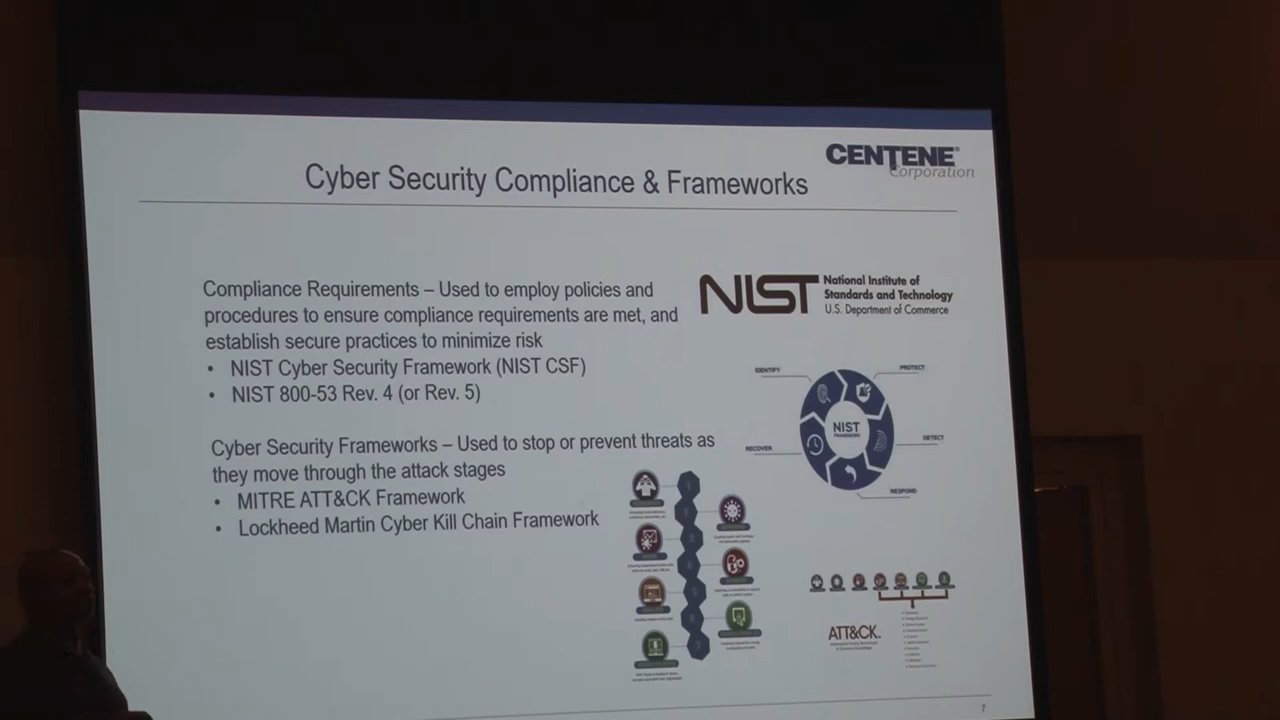 CENTENE®
Corporation
Cyber Security Compliance & Frameworks
Compliance Requirements – Used to employ policies and
procedures to ensure compliance requirements are met, and
establish secure practices to minimize risk
• NIST Cyber Security Framework (NIST CSF)
• NIST 800-53 Rev. 4 (or Rev. 5)
Cyber Security Frameworks – Used to stop or prevent threats as
they move through the attack stages
• MITRE ATT&CK Framework
• Lockheed Martin Cyber Kill Chain Framework
NIST
National Institute of
Standards and Technology
U.S. Department of Commerce
IDENTIFY
PROTECT
NIST
FRAMEWORK
RECOVER
DETECT
RESPOND
ATT&CK
7